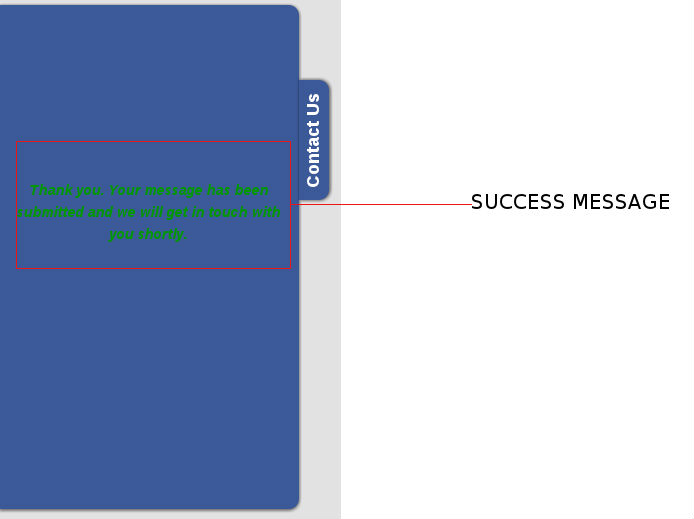 Contact Us
Thank you. Your message has been
submitted and we will get in touch with
you shortly.
SUCCESS MESSAGE